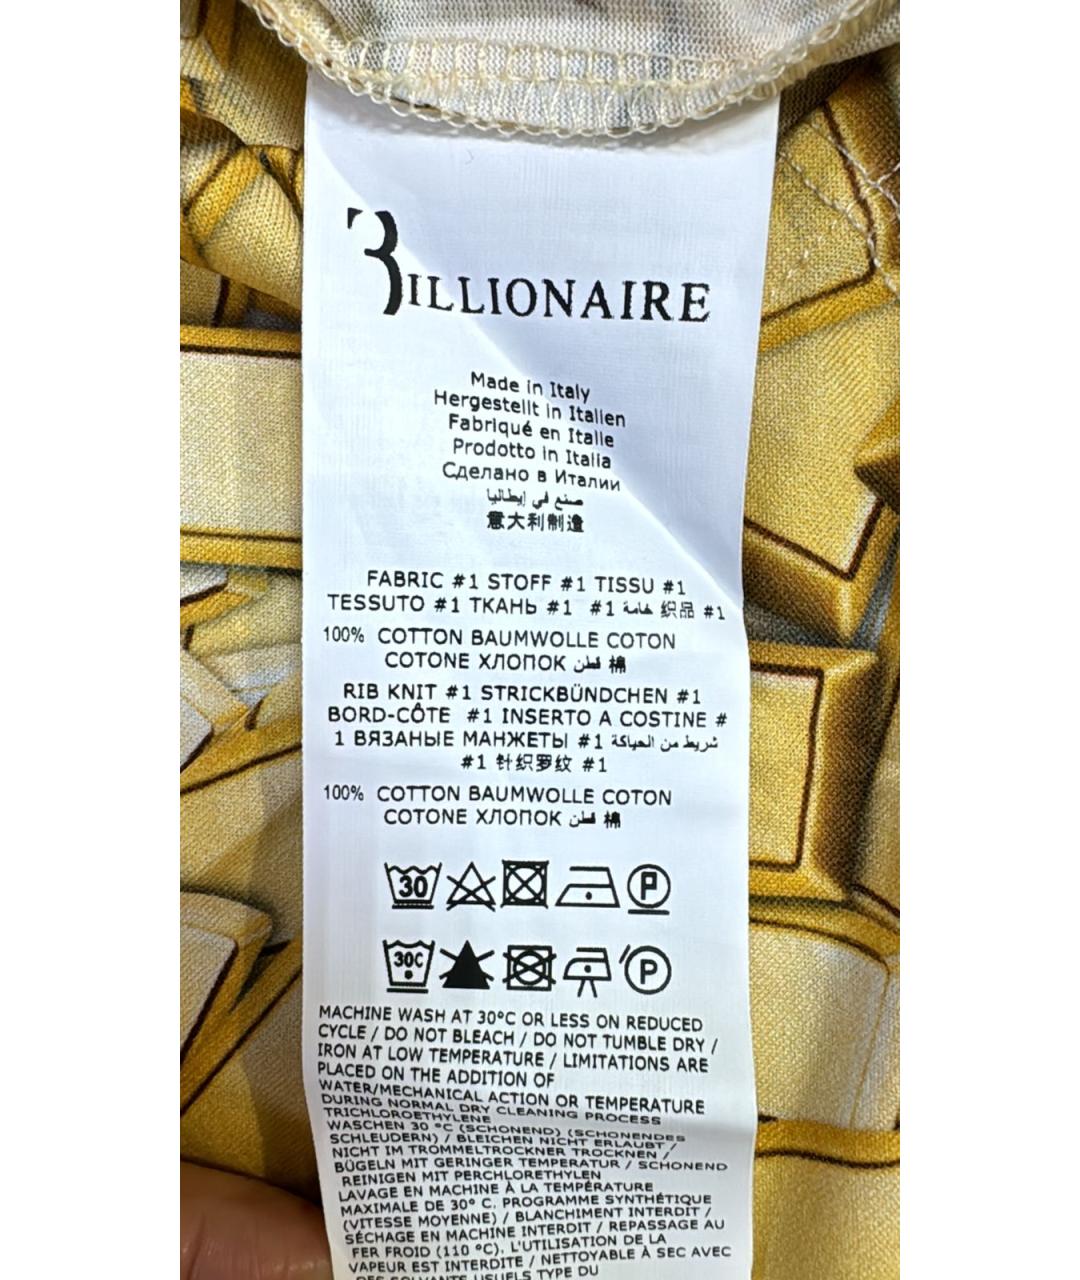 BILLIONAIRE
Made in Italy
Hergestellt in Italien
Fabriqué en Italie
Prodotto in Italia
Сделано в Италии
صنع في إيطاليا
意大利制造
FABRIC #1 STOFF #1 TISSU #1
TESSUTO #1 ТКАНЬ #1 #1 خامة 织品 #1
100% COTTON BAUMWOLLE COTON
COTONE ХЛОПОК قطن 棉
RIB KNIT #1 STRICKBÜNDCHEN #1
BORD-CÔTE #1 INSERTO A COSTINE #
1 ВЯЗАНЫЕ МАНЖЕТЫ #1 شريط من الحياكة
#1 针织罗纹 #1
100% COTTON BAUMWOLLE COTON
COTONE ХЛОПОК قطن 棉
30 P
30C P
MACHINE WASH AT 30°C OR LESS ON REDUCED
CYCLE / DO NOT BLEACH / DO NOT TUMBLE DRY /
IRON AT LOW TEMPERATURE / LIMITATIONS ARE
PLACED ON THE ADDITION OF
WATER/MECHANICAL ACTION OR TEMPERATURE
DURING NORMAL DRY CLEANING PROCESS
TRICHLOROETHYLENE
WASCHEN 30 °C (SCHONEND) (SCHONENDES
SCHLEUDERN) / BLEICHEN NICHT ERLAUBT /
NICHT IM TROMMELTROCKNER TROCKNEN /
BÜGELN MIT GERINGER TEMPERATUR / SCHONEND
REINIGEN MIT PERCHLORETHYLEN
LAVAGE EN MACHINE À LA TEMPÉRATURE
MAXIMALE DE 30° C. PROGRAMME SYNTHÉTIQUE
(VITESSE MOYENNE) / BLANCHIMENT INTERDIT /
SÉCHAGE EN MACHINE INTERDIT / REPASSAGE AU
FER FROID (110 °C). L'UTILISATION DE LA
VAPEUR EST INTERDITE / NETTOYABLE À SEC AVEC
DES SOLVANTS USUELS TYPE DU